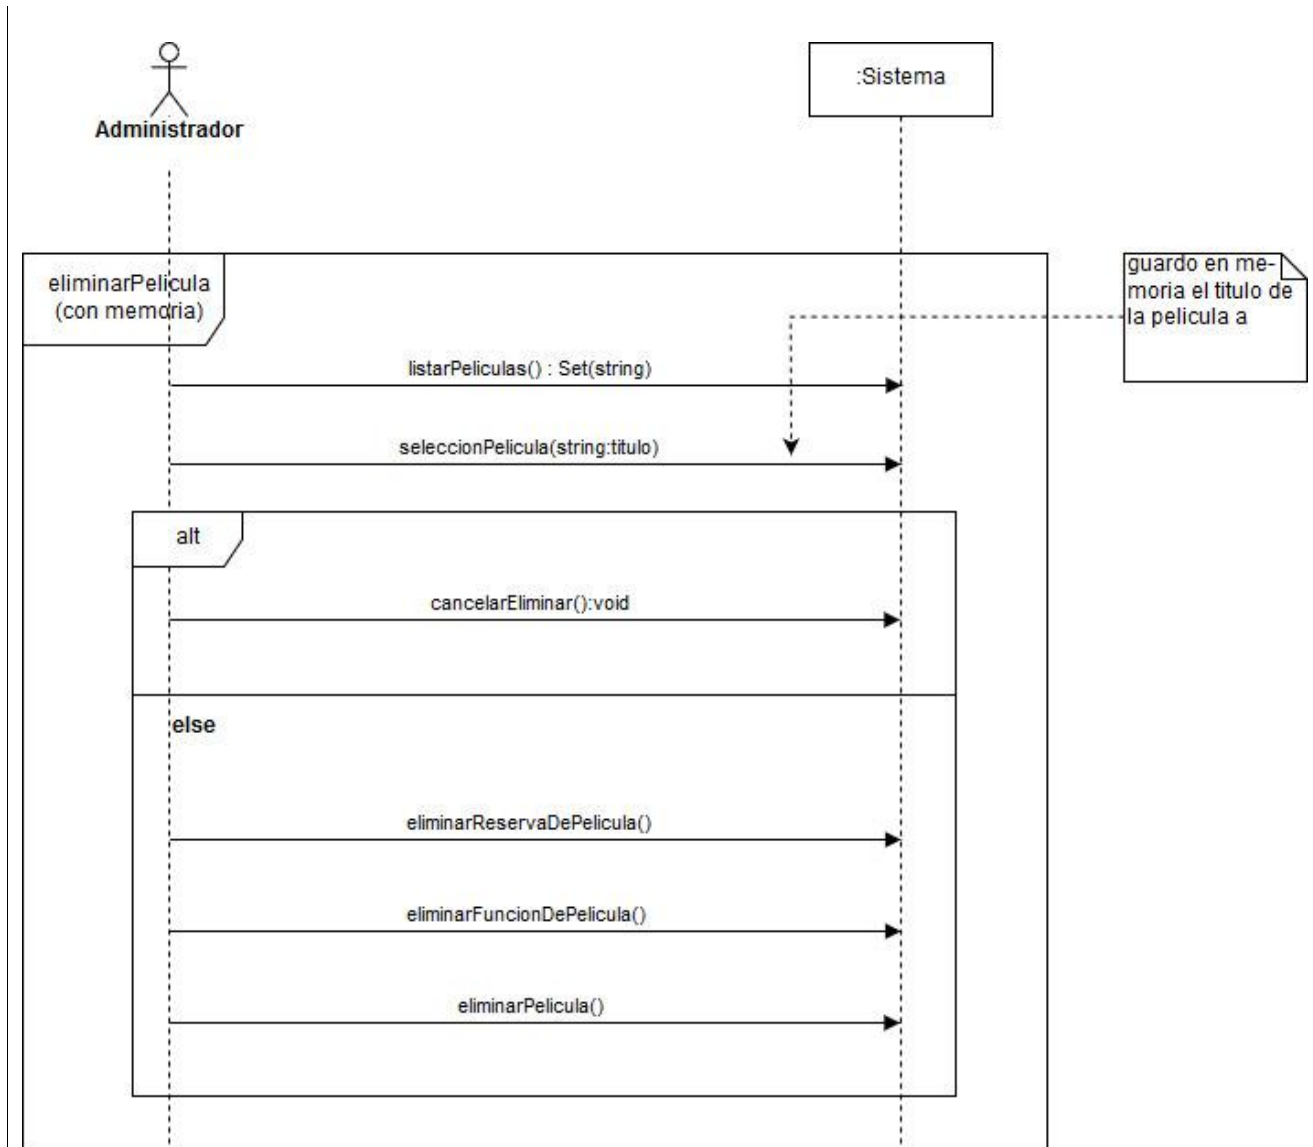 :Sistema
Administrador
eliminarPelicula
(con memoria)
guardo en me-
moria el titulo de
la pelicula a
listarPeliculas() : Set(string)
seleccionPelicula(string:titulo)
alt
cancelarEliminar():void
else
eliminarReservaDePelicula()
eliminarFuncionDePelicula()
eliminarPelicula()